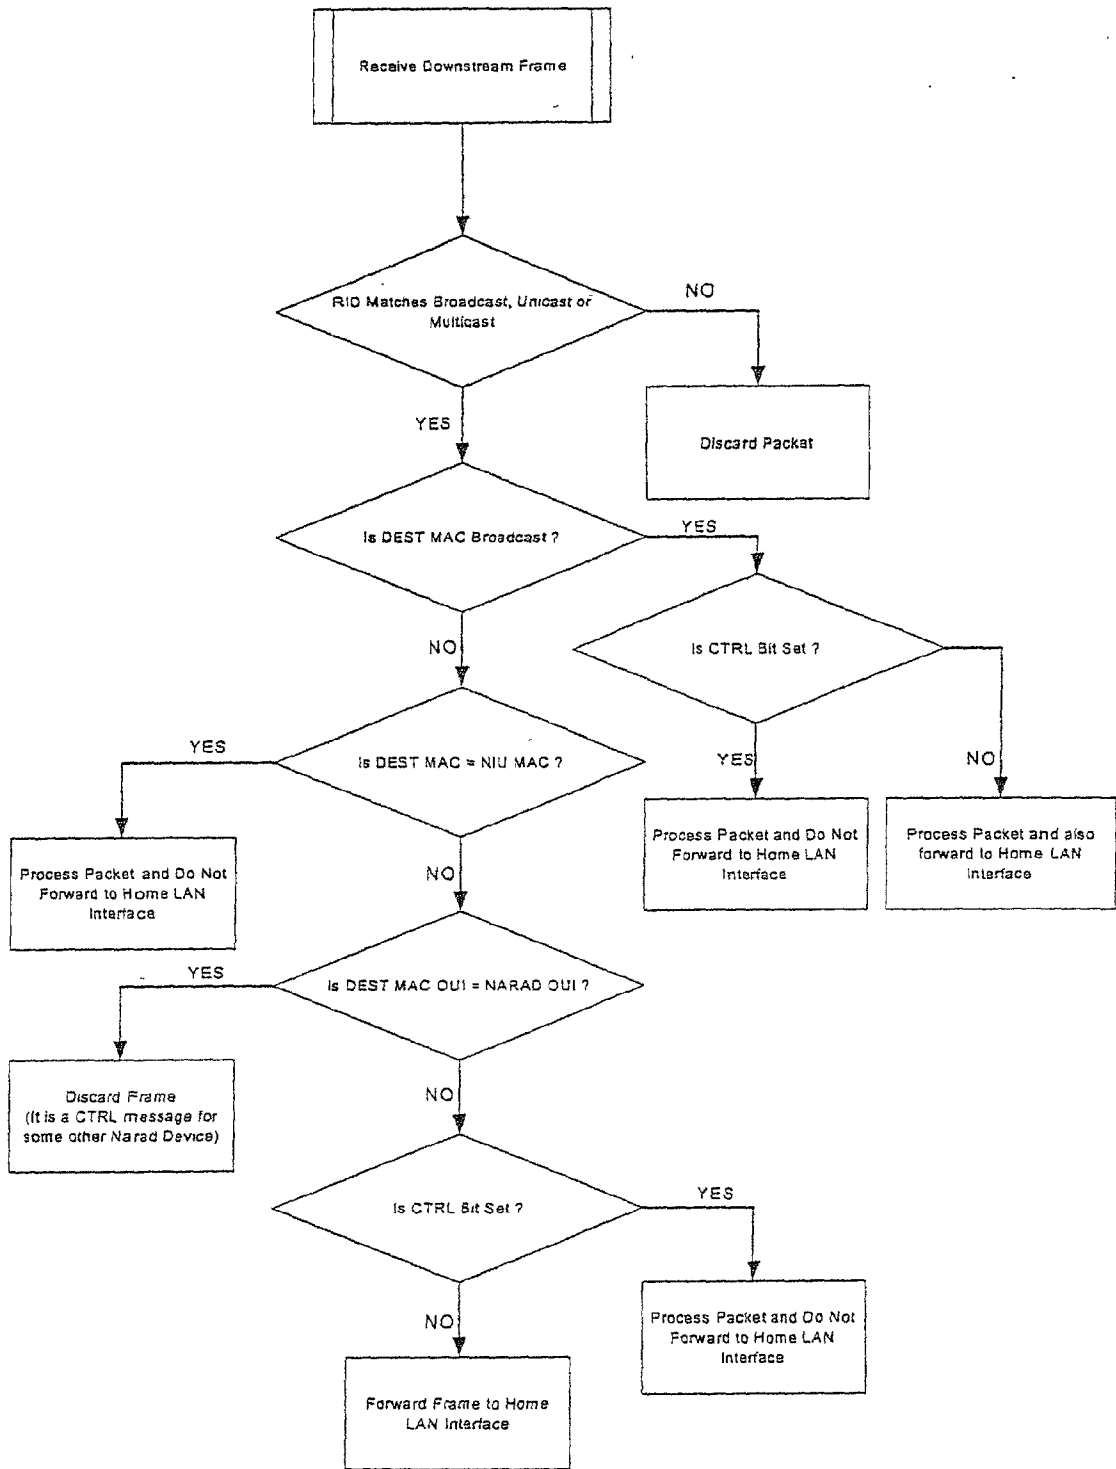 Receive Downstream Frame
RID Matches Broadcast, Unicast or
Multicast
NO
YES
Discard Packet
Is DEST MAC Broadcast ?
YES
NO
Is CTRL Bit Set ?
YES
NO
Is DEST MAC = NIU MAC ?
YES
NO
Process Packet and Do Not
Forward to Home LAN
Interface
Process Packet and also
forward to Home LAN
Interface
Process Packet and Do Not
Forward to Home LAN
Interface
Is DEST MAC OUI = NARAD OUI ?
YES
NO
Discard Frame
(It is a CTRL message for
some other Narad Device)
Is CTRL Bit Set ?
YES
NO
Process Packet and Do Not
Forward to Home LAN
Interface
Forward Frame to Home
LAN Interface